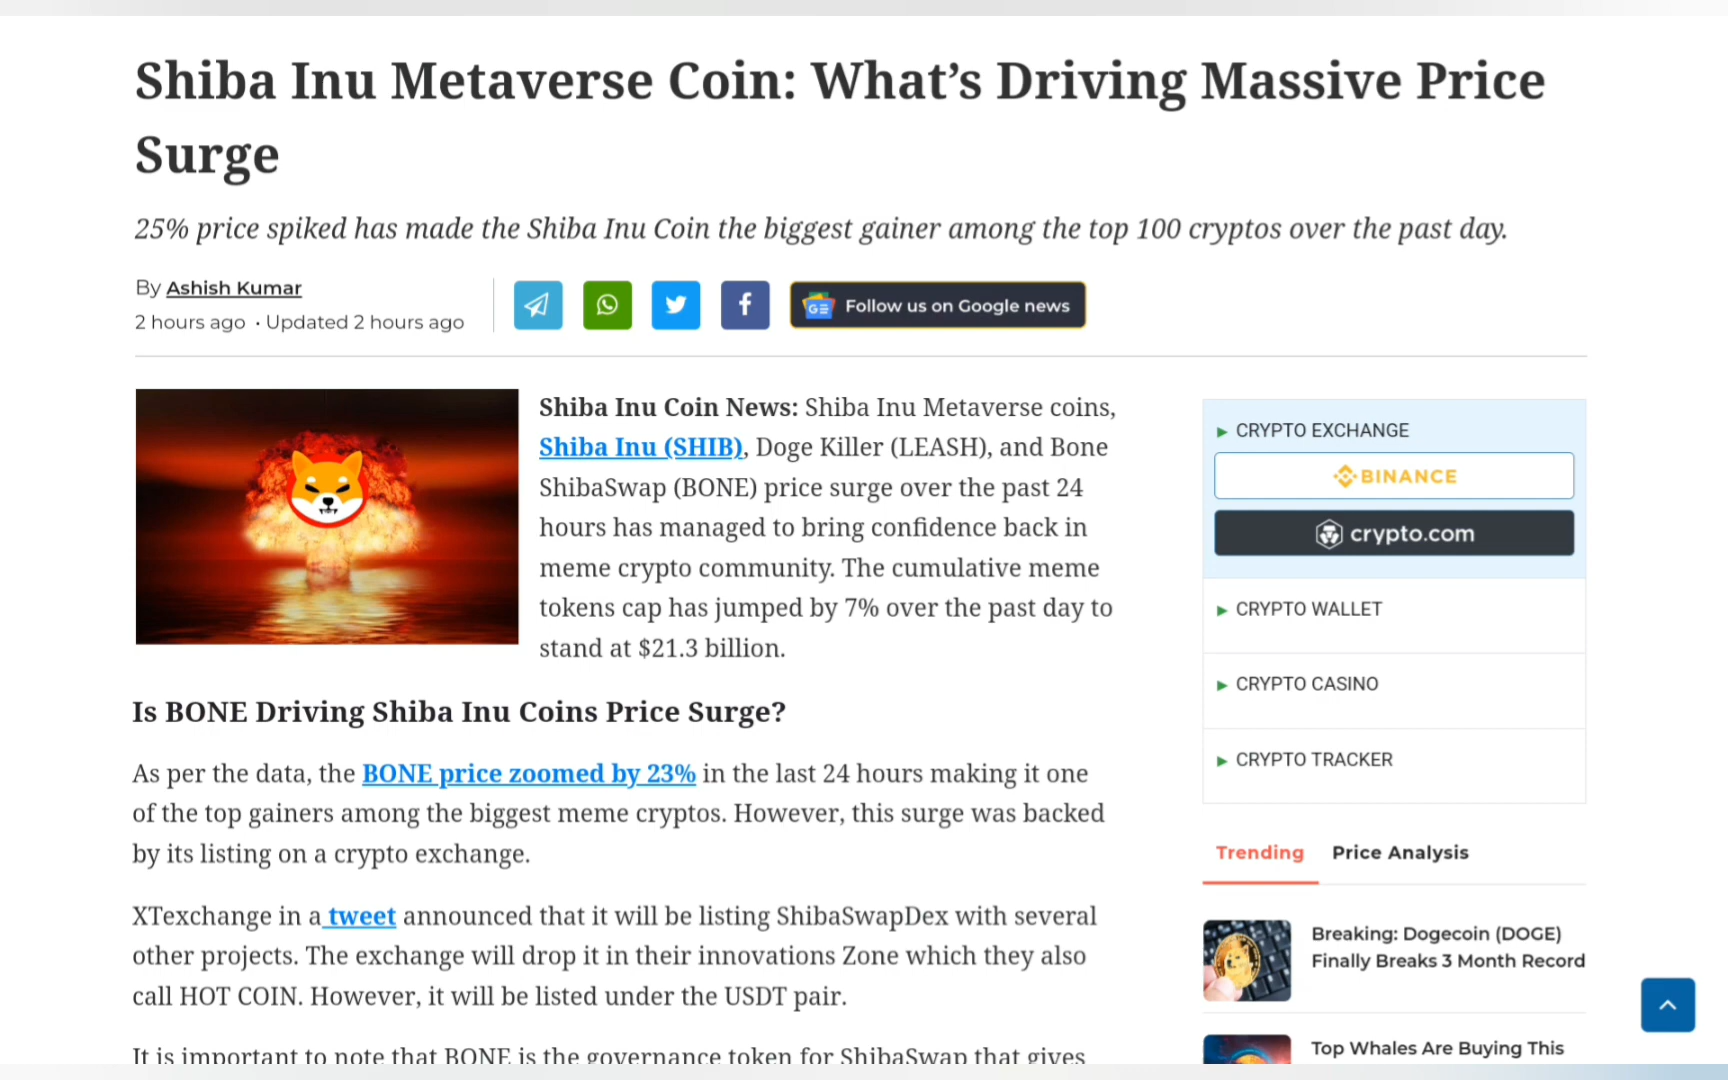 Shiba Inu Metaverse Coin: What’s Driving Massive Price
Surge
25% price spiked has made the Shiba Inu Coin the biggest gainer among the top 100 cryptos over the past day.
By Ashish Kumar
2 hours ago • Updated 2 hours ago
GE Follow us on Google news
Shiba Inu Coin News: Shiba Inu Metaverse coins,
Shiba Inu (SHIB), Doge Killer (LEASH), and Bone
ShibaSwap (BONE) price surge over the past 24
hours has managed to bring confidence back in
meme crypto community. The cumulative meme
tokens cap has jumped by 7% over the past day to
stand at $21.3 billion.
Is BONE Driving Shiba Inu Coins Price Surge?
As per the data, the BONE price zoomed by 23% in the last 24 hours making it one
of the top gainers among the biggest meme cryptos. However, this surge was backed
by its listing on a crypto exchange.
XTexchange in a tweet announced that it will be listing ShibaSwapDex with several
other projects. The exchange will drop it in their innovations Zone which they also
call HOT COIN. However, it will be listed under the USDT pair.
It is important to note that BONE is the governance token for ShibaSwap that gives
CRYPTO EXCHANGE
BINANCE
crypto.com
CRYPTO WALLET
CRYPTO CASINO
CRYPTO TRACKER
Trending Price Analysis
Breaking: Dogecoin (DOGE)
Finally Breaks 3 Month Record
Top Whales Are Buying This